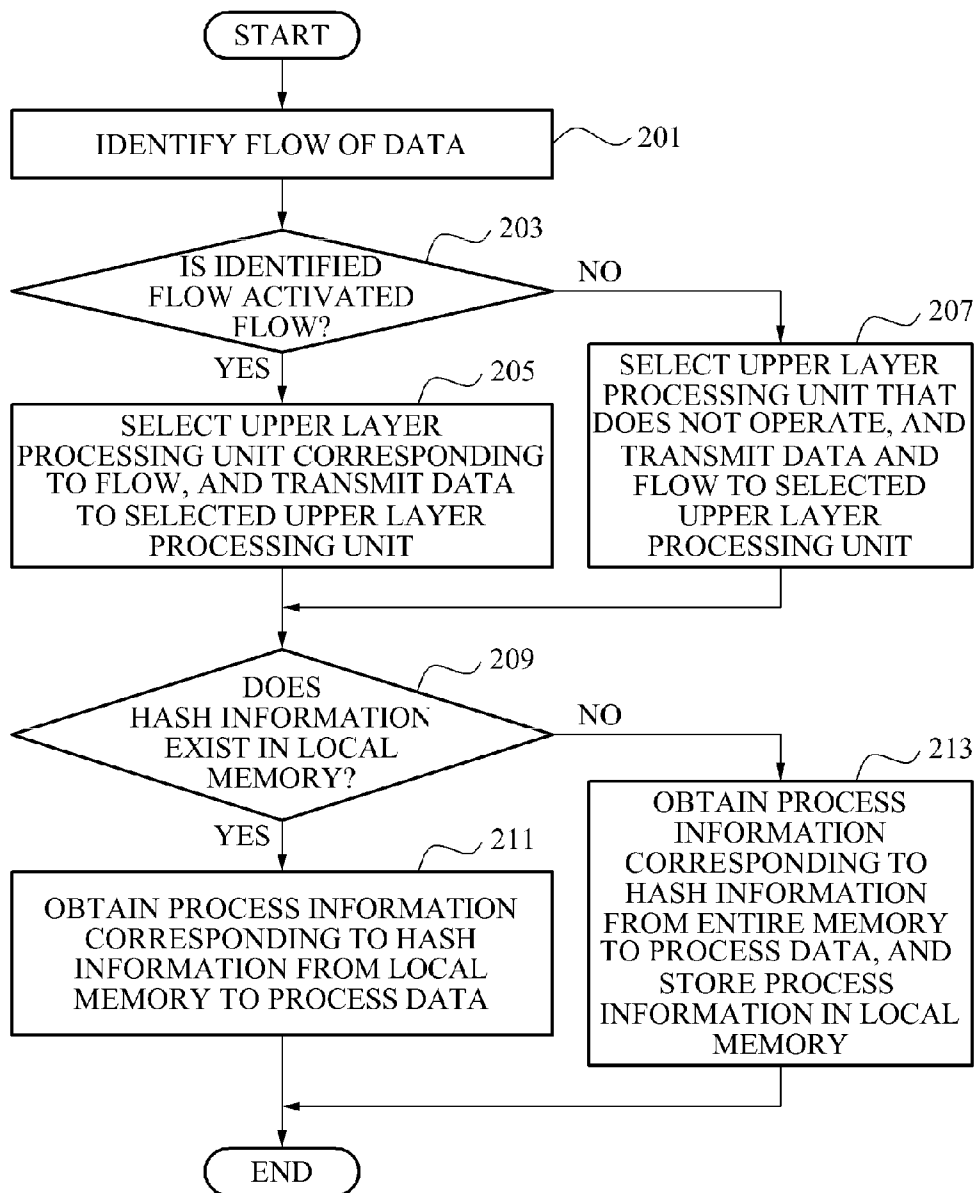 START
IDENTIFY FLOW OF DATA
201
203
IS IDENTIFIED
FLOW ACTIVATED
FLOW?
NO
YES
205
SELECT UPPER LAYER
PROCESSING UNIT CORRESPONDING
TO FLOW, AND TRANSMIT DATA
TO SELECTED UPPER LAYER
PROCESSING UNIT
207
SELECT UPPER LAYER
PROCESSING UNIT THAT
DOES NOT OPERATE, AND
TRANSMIT DATA AND
FLOW TO SELECTED
UPPER LAYER
PROCESSING UNIT
209
DOES
HASH INFORMATION
EXIST IN LOCAL
MEMORY?
NO
YES
211
OBTAIN PROCESS INFORMATION
CORRESPONDING TO HASH
INFORMATION FROM LOCAL
MEMORY TO PROCESS DATA
213
OBTAIN PROCESS
INFORMATION
CORRESPONDING TO
HASH INFORMATION
FROM ENTIRE MEMORY
TO PROCESS DATA, AND
STORE PROCESS
INFORMATION IN LOCAL
MEMORY
END